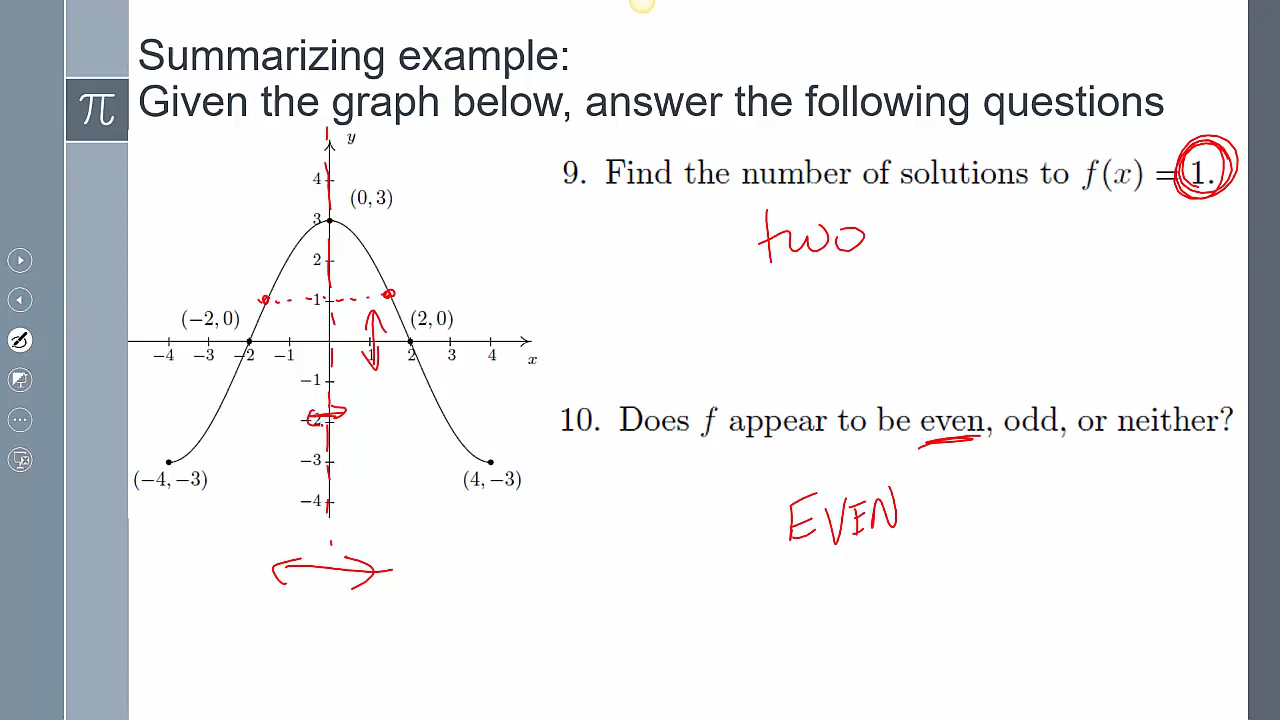 Summarizing example:
π
Given the graph below, answer the following questions
y
4
(0, 3)
3
2
1
(−2, 0)
(2, 0)
−4 −3 −2 −1 1 2 3 4
x
−1
−2
−3
(−4, −3)
(4, −3)
−4
9. Find the number of solutions to f(x) = 1.
two
10. Does f appear to be even, odd, or neither?
EVEN